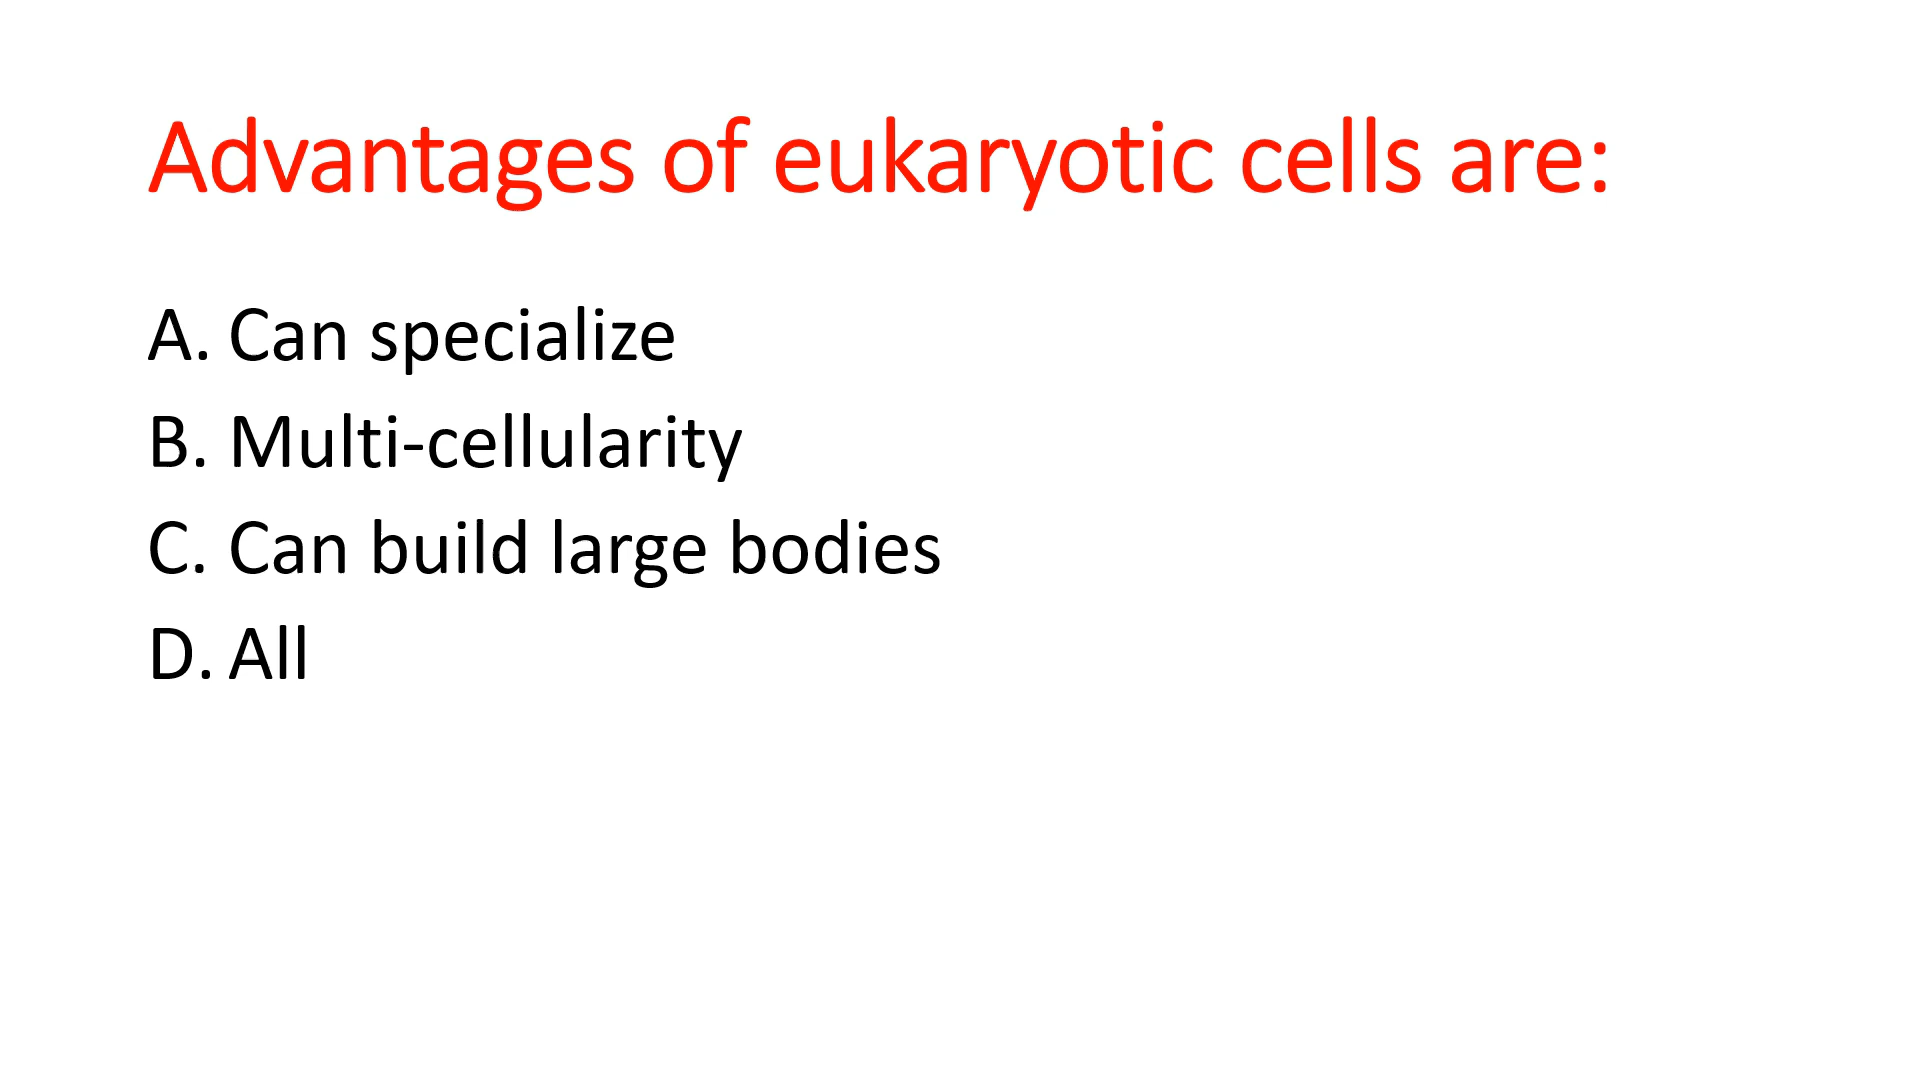 Advantages of eukaryotic cells are:
A. Can specialize
B. Multi-cellularity
C. Can build large bodies
D. All